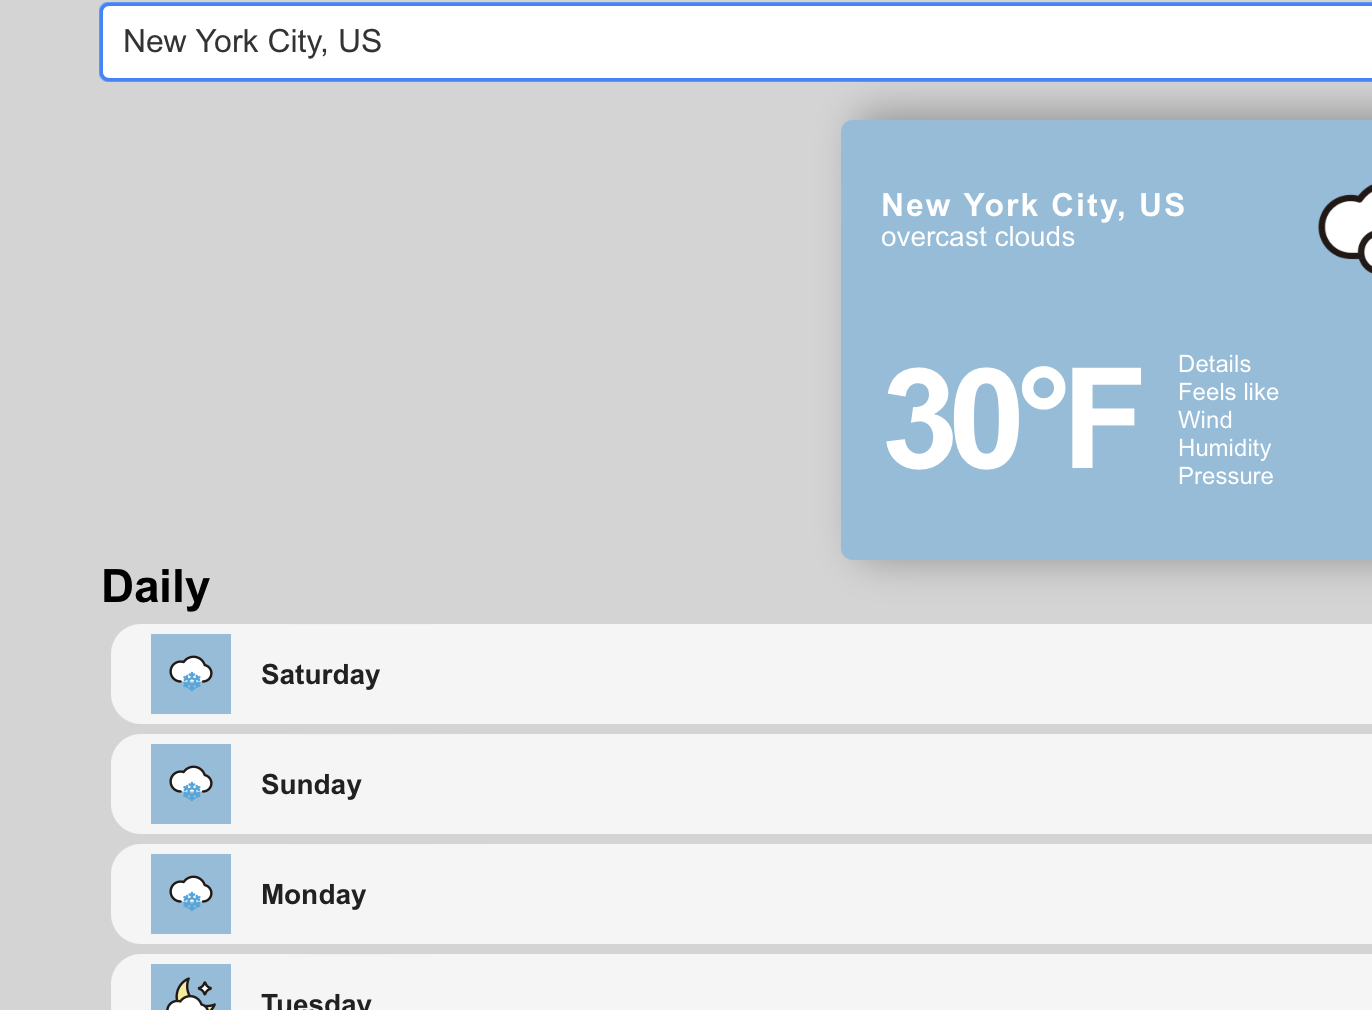 New York City, US
New York City, US
overcast clouds
30°F
Details
Feels like
Wind
Humidity
Pressure
Daily
Saturday
Sunday
Monday
Tuesday